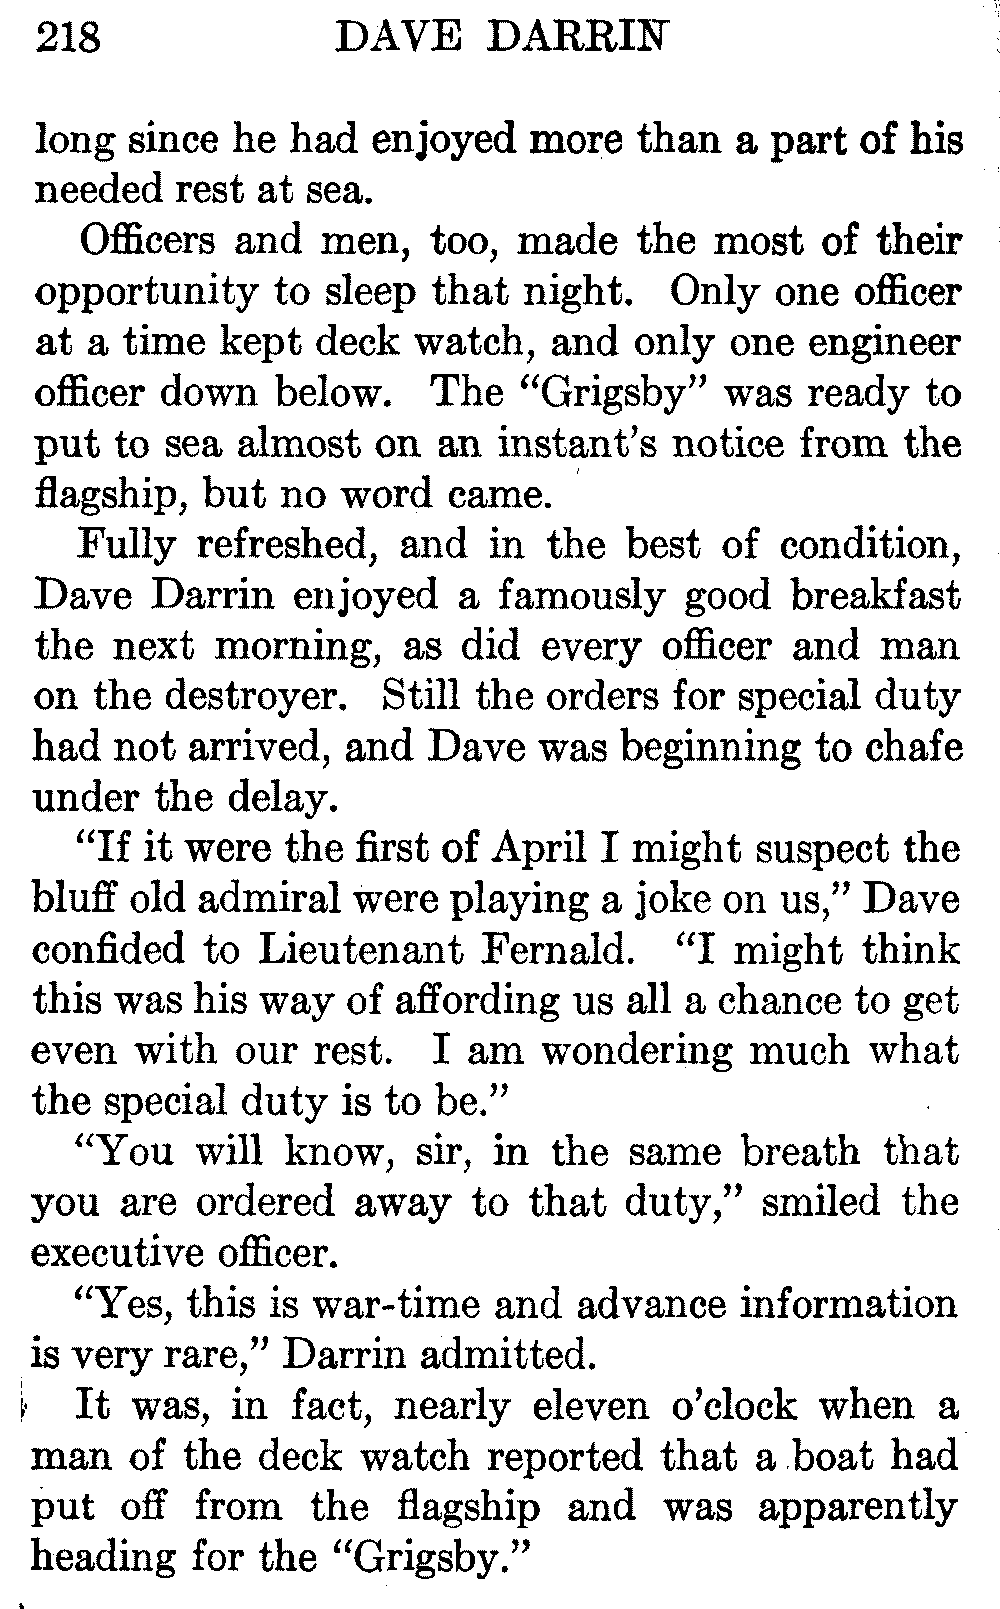 218 DAVE DARRIN
long since he had enjoyed more than a part of his
needed rest at sea.
Officers and men, too, made the most of their
opportunity to sleep that night. Only one officer
at a time kept deck watch, and only one engineer
officer down below. The “Grigsby” was ready to
put to sea almost on an instant’s notice from the
flagship, but no word came.
Fully refreshed, and in the best of condition,
Dave Darrin enjoyed a famously good breakfast
the next morning, as did every officer and man
on the destroyer. Still the orders for special duty
had not arrived, and Dave was beginning to chafe
under the delay.
“If it were the first of April I might suspect the
bluff old admiral were playing a joke on us,” Dave
confided to Lieutenant Fernald. “I might think
this was his way of affording us all a chance to get
even with our rest. I am wondering much what
the special duty is to be.”
“You will know, sir, in the same breath that
you are ordered away to that duty,” smiled the
executive officer.
“Yes, this is war-time and advance information
is very rare,” Darrin admitted.
It was, in fact, nearly eleven o’clock when a
man of the deck watch reported that a boat had
put off from the flagship and was apparently
heading for the “Grigsby.”